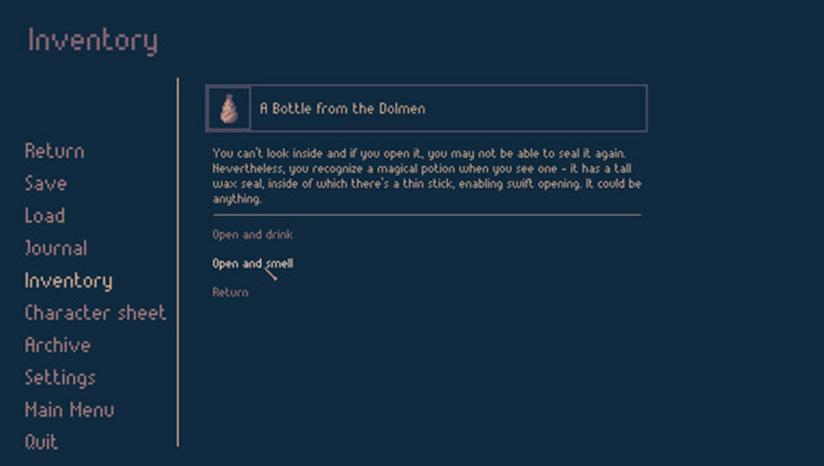 Inventory
Return
Save
Load
Journal
Inventory
Character sheet
Archive
Settings
Main Menu
Quit
A Bottle from the Dolmen
You can't look inside and if you open it, you may not be able to seal it again.
Nevertheless, you recognize a magical potion when you see one - it has a tall
wax seal, inside of which there's a thin stick, enabling swift opening. It could be
anything.
Open and drink
Open and smell
Return